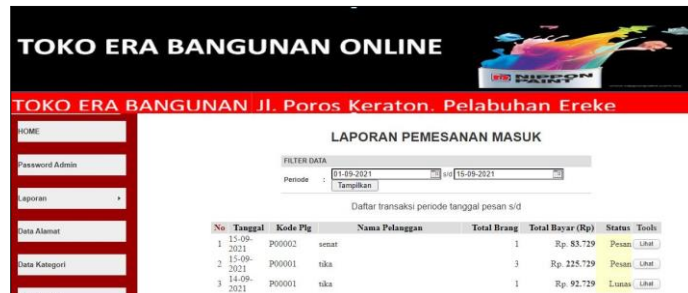 TOKO ERA BANGUNAN ONLINE
NIPPON
PAINT
TOKO ERA BANGUNAN Jl. Poros Keraton. Pelabuhan Ereke
HOME
Password Admin
Laporan
Data Alamat
Data Kategori
LAPORAN PEMESANAN MASUK
FILTER DATA
Periode : 01-09-2021 s/d 15-09-2021
Tampilkan
Daftar transaksi periode tanggal pesan s/d
No Tanggal Kode Plg Nama Pelanggan Total Brang Total Bayar (Rp) Status Tools
1 15-09-2021 P00002 senat 1 Rp. 83.729 Pesan Lihat
2 15-09-2021 P00001 tika 3 Rp. 225.729 Pesan Lihat
3 14-09-2021 P00001 tika 1 Rp. 92.729 Lunas Lihat